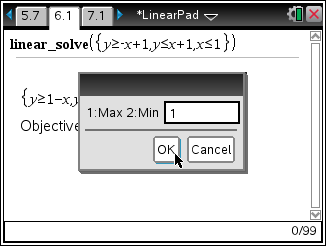 5.7 6.1 7.1 *LinearPad
linear_solve({y≥-x+1,y≤x+1,x≤1})
{y≥1−x,y
Objective
1:Max 2:Min 1
OK Cancel
0/99